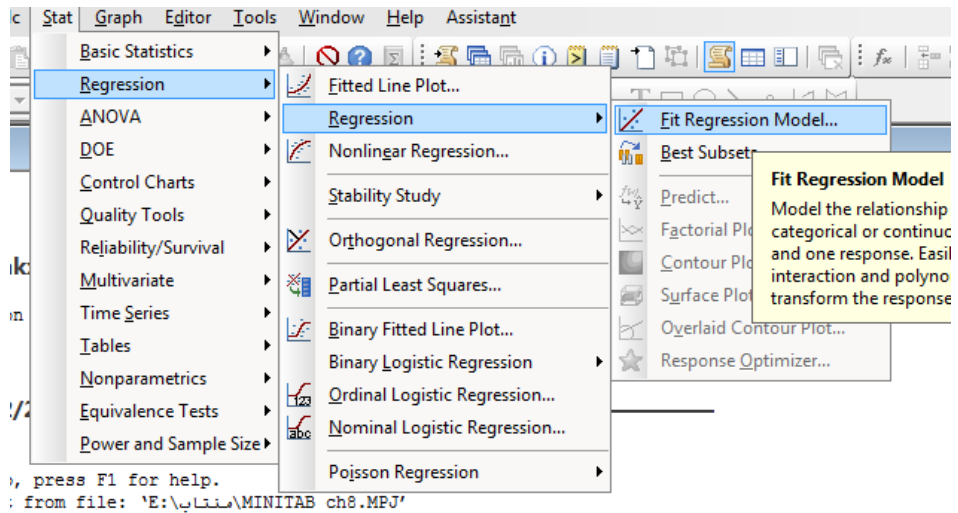 Stat Graph Editor Tools Window Help Assistant
Basic Statistics
Regression
ANOVA
DOE
Control Charts
Quality Tools
Reliability/Survival
Multivariate
Time Series
Tables
Nonparametrics
Equivalence Tests
Power and Sample Size
Fitted Line Plot...
Regression
Nonlinear Regression...
Stability Study
Orthogonal Regression...
Partial Least Squares...
Binary Fitted Line Plot...
Binary Logistic Regression
Ordinal Logistic Regression...
Nominal Logistic Regression...
Poisson Regression
Fit Regression Model...
Best Subsets
Predict...
Factorial Plo
Contour Plo
Surface Plot
Overlaid Contour Plot...
Response Optimizer...
Fit Regression Model
Model the relationship
categorical or continuo
and one response. Easil
interaction and polyno
transform the response
, press F1 for help.
from file: 'E:\منتاب\MINITAB ch8.MPJ'